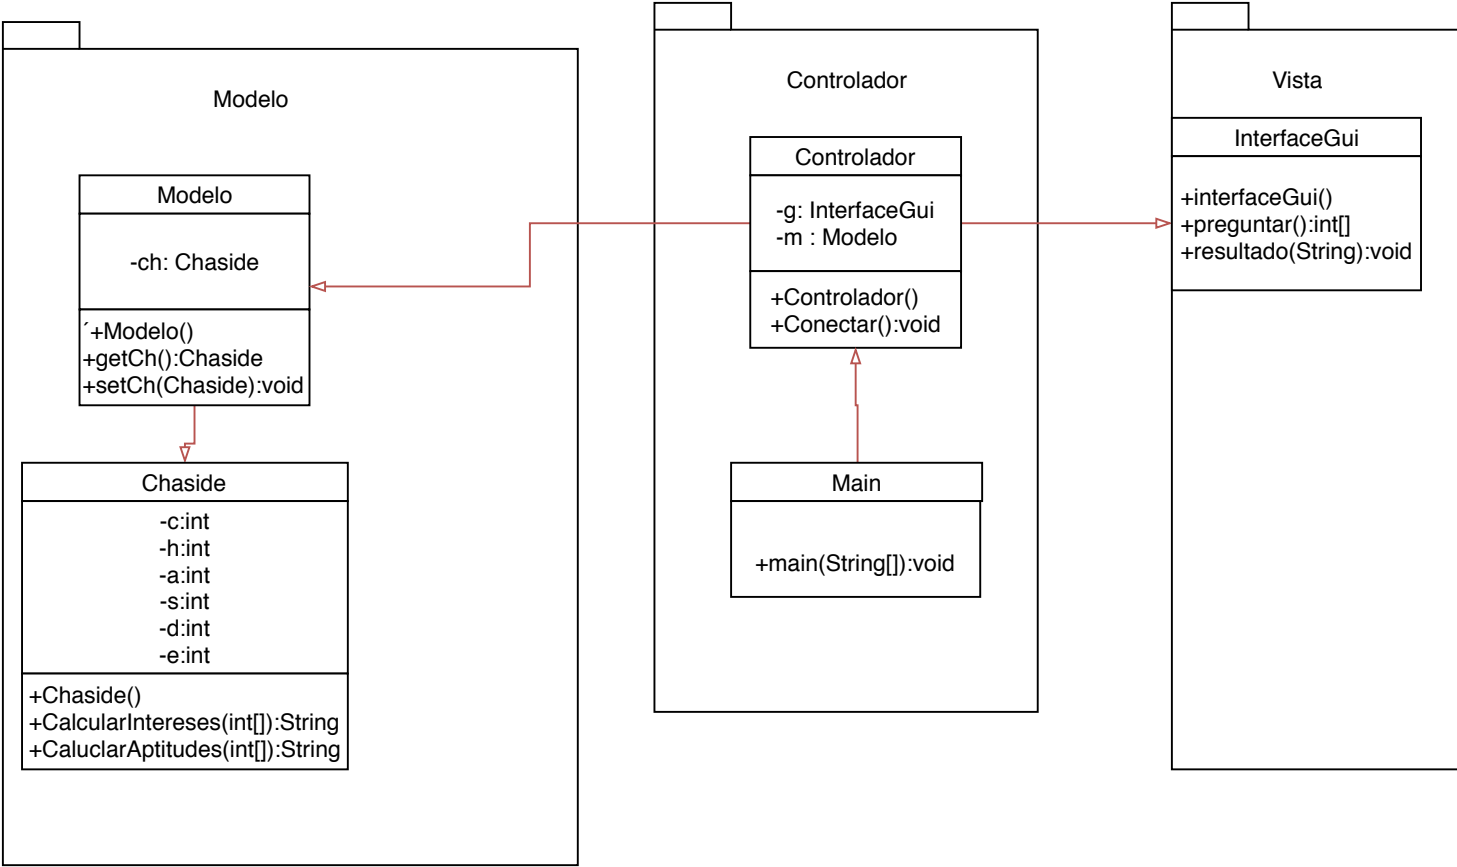 Modelo
Modelo
-ch: Chaside
´+Modelo()
+getCh():Chaside
+setCh(Chaside):void
Chaside
-c:int
-h:int
-a:int
-s:int
-d:int
-e:int
+Chaside()
+CalcularIntereses(int[]):String
+CaluclarAptitudes(int[]):String
Controlador
Controlador
-g: InterfaceGui
-m : Modelo
+Controlador()
+Conectar():void
Main
+main(String[]):void
Vista
InterfaceGui
+interfaceGui()
+preguntar():int[]
+resultado(String):void